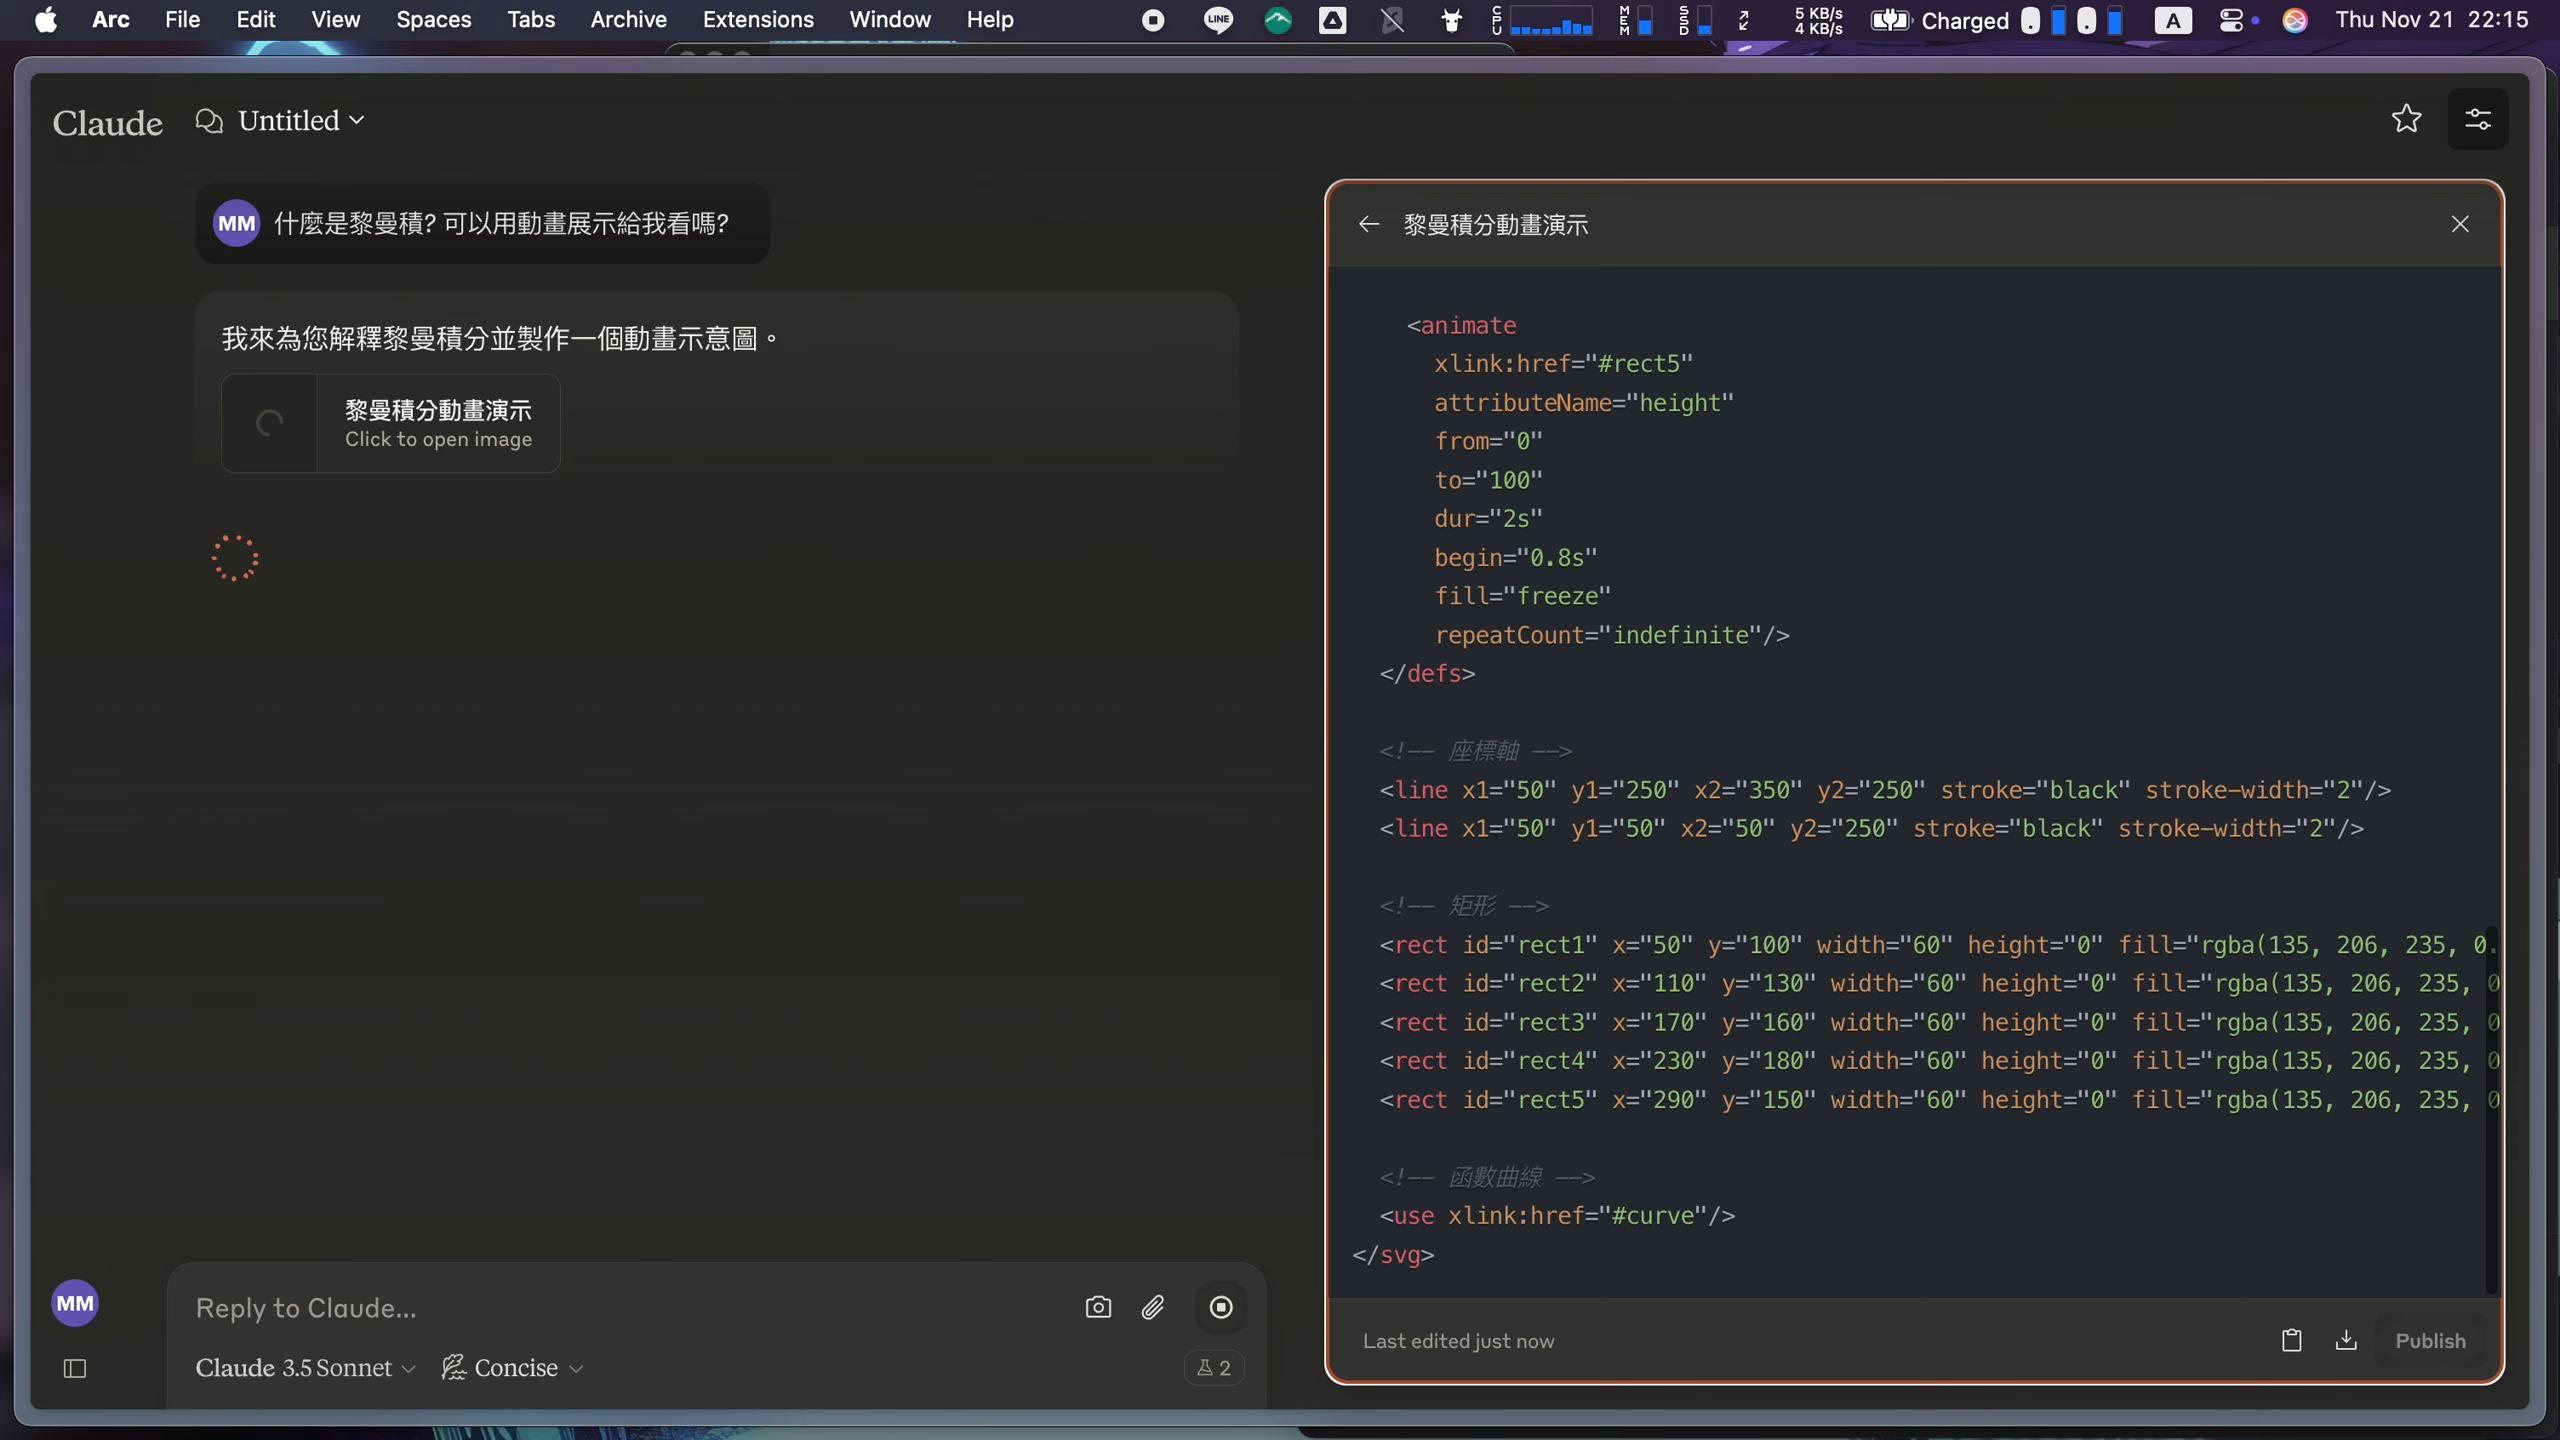 Arc File Edit View Spaces Tabs Archive Extensions Window Help LINE CPU MEM SSD 5 KB/s 4 KB/s Charged A Thu Nov 21 22:15
Claude Untitled
MM 什麼是黎曼積? 可以用動畫展示給我看嗎?
我來為您解釋黎曼積分並製作一個動畫示意圖。
黎曼積分動畫演示
Click to open image
MM
Reply to Claude...
Claude 3.5 Sonnet Concise 2
黎曼積分動畫演示
<animate
xlink:href="#rect5"
attributeName="height"
from="0"
to="100"
dur="2s"
begin="0.8s"
fill="freeze"
repeatCount="indefinite"/>
</defs>
<!-- 座標軸 -->
<line x1="50" y1="250" x2="350" y2="250" stroke="black" stroke-width="2"/>
<line x1="50" y1="50" x2="50" y2="250" stroke="black" stroke-width="2"/>
<!-- 矩形 -->
<rect id="rect1" x="50" y="100" width="60" height="0" fill="rgba(135, 206, 235, 0.
<rect id="rect2" x="110" y="130" width="60" height="0" fill="rgba(135, 206, 235, 0
<rect id="rect3" x="170" y="160" width="60" height="0" fill="rgba(135, 206, 235, 0
<rect id="rect4" x="230" y="180" width="60" height="0" fill="rgba(135, 206, 235, 0
<rect id="rect5" x="290" y="150" width="60" height="0" fill="rgba(135, 206, 235, 0
<!-- 函數曲線 -->
<use xlink:href="#curve"/>
</svg>
Last edited just now Publish